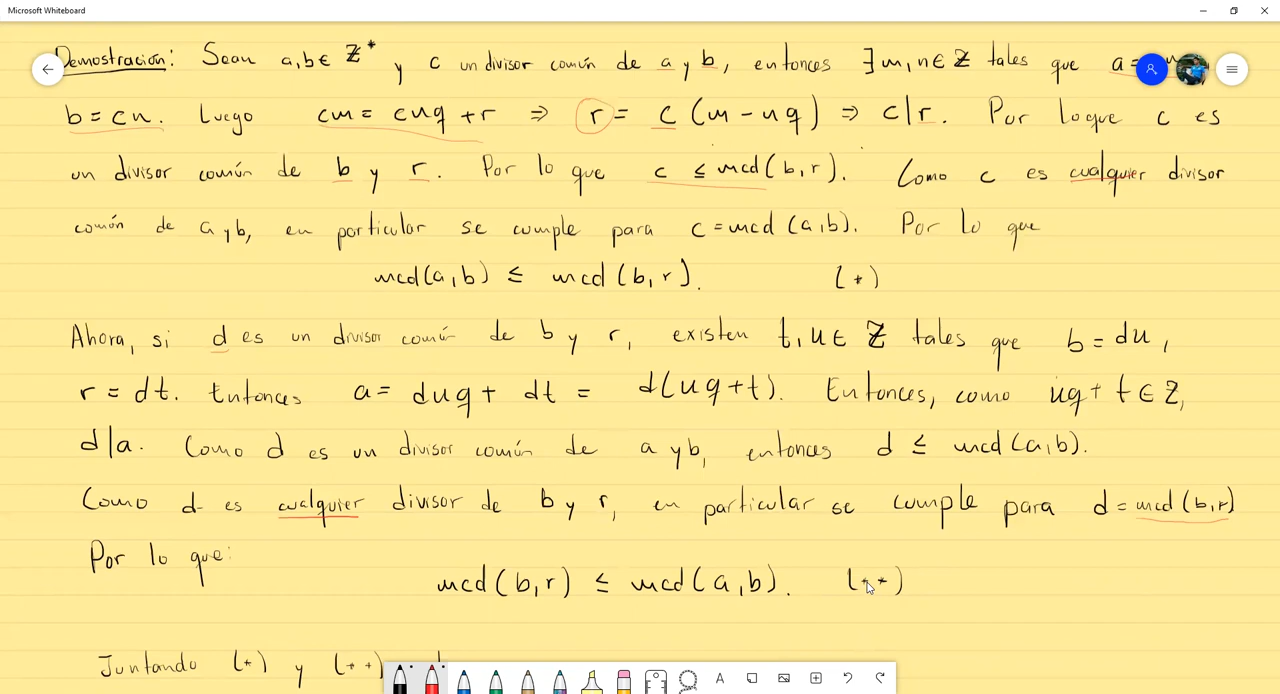 Microsoft Whiteboard
Demostración: Sean a,b ∈ ℤ* y c un divisor común de a y b, entonces ∃ m,n ∈ ℤ tales que a=
b = cn. Luego cm = cnq + r ⇒ r = c(m - nq) ⇒ c|r. Por lo que c es
un divisor común de b y r. Por lo que c ≤ mcd(b,r). Como c es cualquier divisor
común de a y b, en particular se cumple para c = mcd(a,b). Por lo que
mcd(a,b) ≤ mcd(b,r). (*)
Ahora, si d es un divisor común de b y r, existen t,u ∈ ℤ tales que b = du,
r = dt. Entonces a = duq + dt = d(uq+t). Entonces, como uq + t ∈ ℤ,
d|a. Como d es un divisor común de a y b, entonces d ≤ mcd(a,b).
Como d es cualquier divisor de b y r, en particular se cumple para d = mcd(b,r)
Por lo que:
mcd(b,r) ≤ mcd(a,b). (**)
Juntando (*) y (**)
A